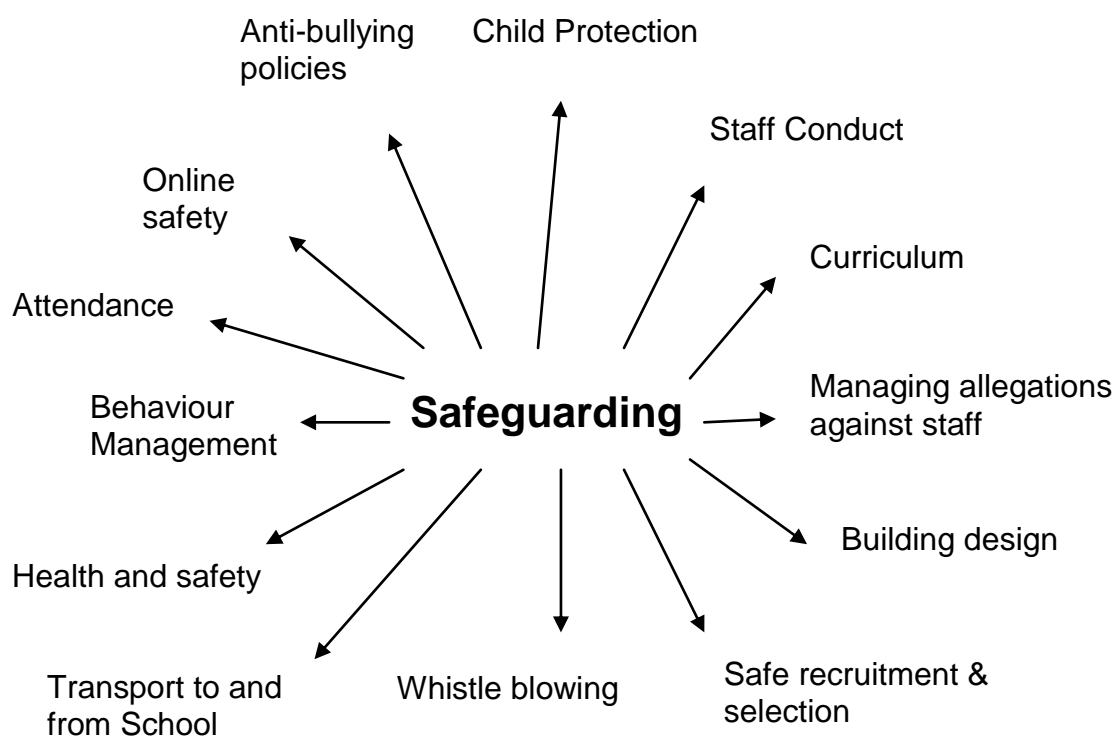 Anti-bullying
policies
Child Protection
Staff Conduct
Online
safety
Curriculum
Attendance
Managing allegations
against staff
Behaviour
Management
Safeguarding
Building design
Health and safety
Safe recruitment &
selection
Transport to and
from School
Whistle blowing